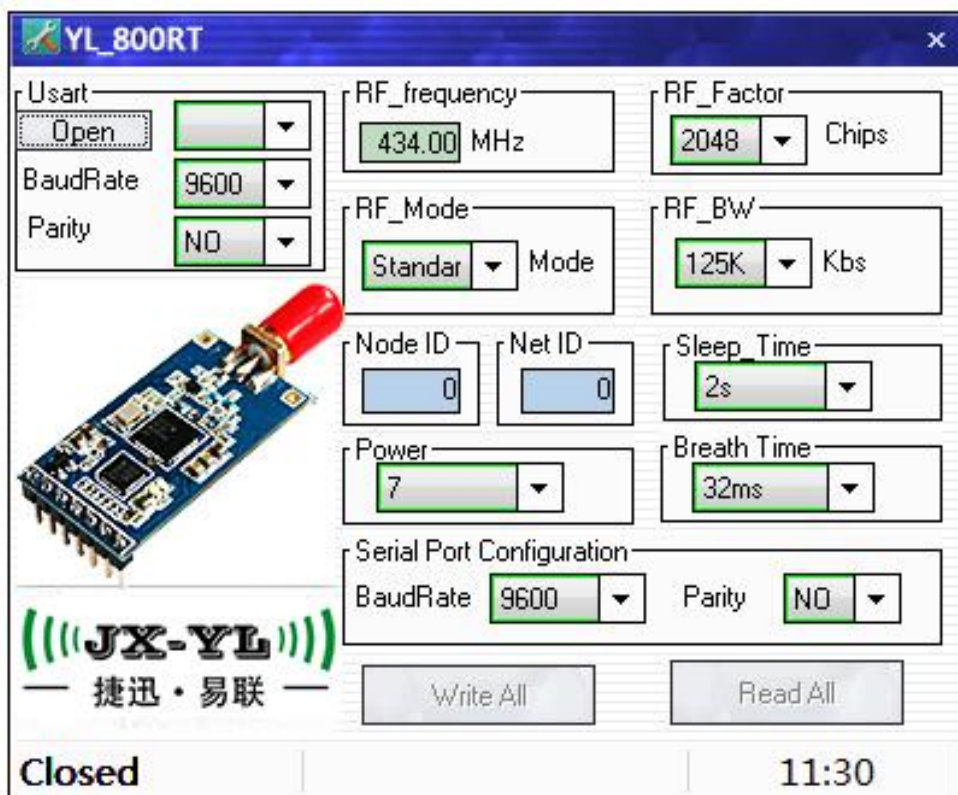 YL_800RT
Usart
Open
BaudRate 9600
Parity NO
RF_frequency
434.00 MHz
RF_Factor
2048 Chips
RF_Mode
Standar Mode
RF_BW
125K Kbs
Node ID
0
Net ID
0
Sleep_Time
2s
Power
7
Breath Time
32ms
Serial Port Configuration
BaudRate 9600 Parity NO
JX-YL
捷迅·易联
Write All
Read All
Closed
11:30